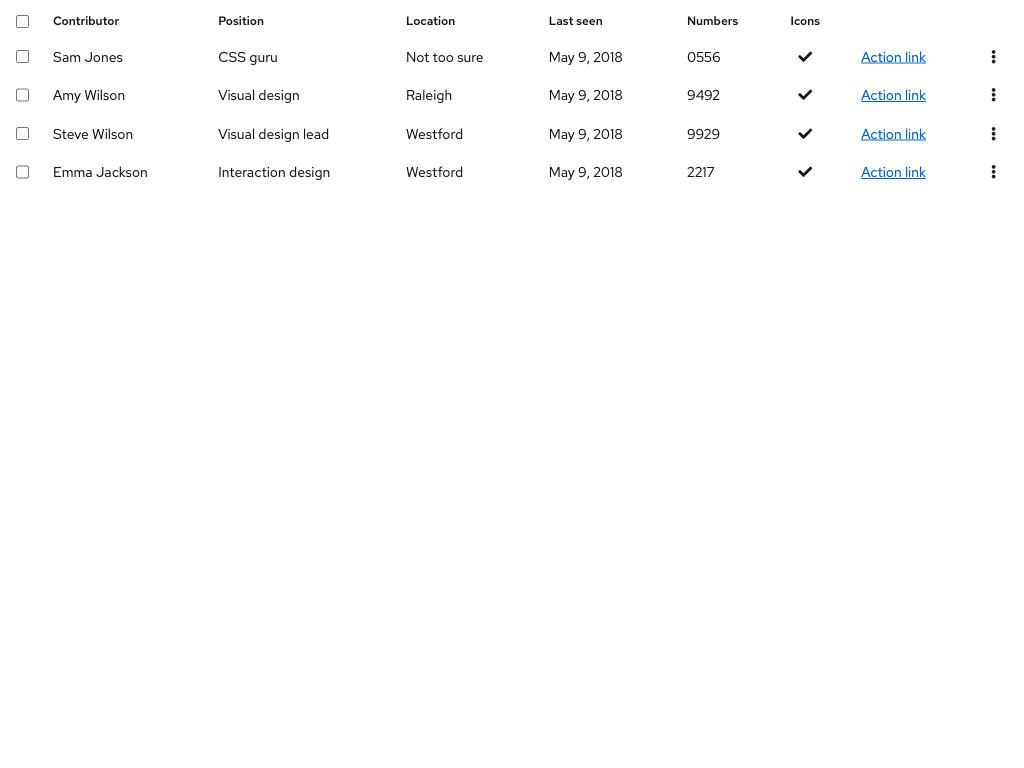 Contributor Position Location Last seen Numbers Icons
Sam Jones CSS guru Not too sure May 9, 2018 0556 Action link
Amy Wilson Visual design Raleigh May 9, 2018 9492 Action link
Steve Wilson Visual design lead Westford May 9, 2018 9929 Action link
Emma Jackson Interaction design Westford May 9, 2018 2217 Action link